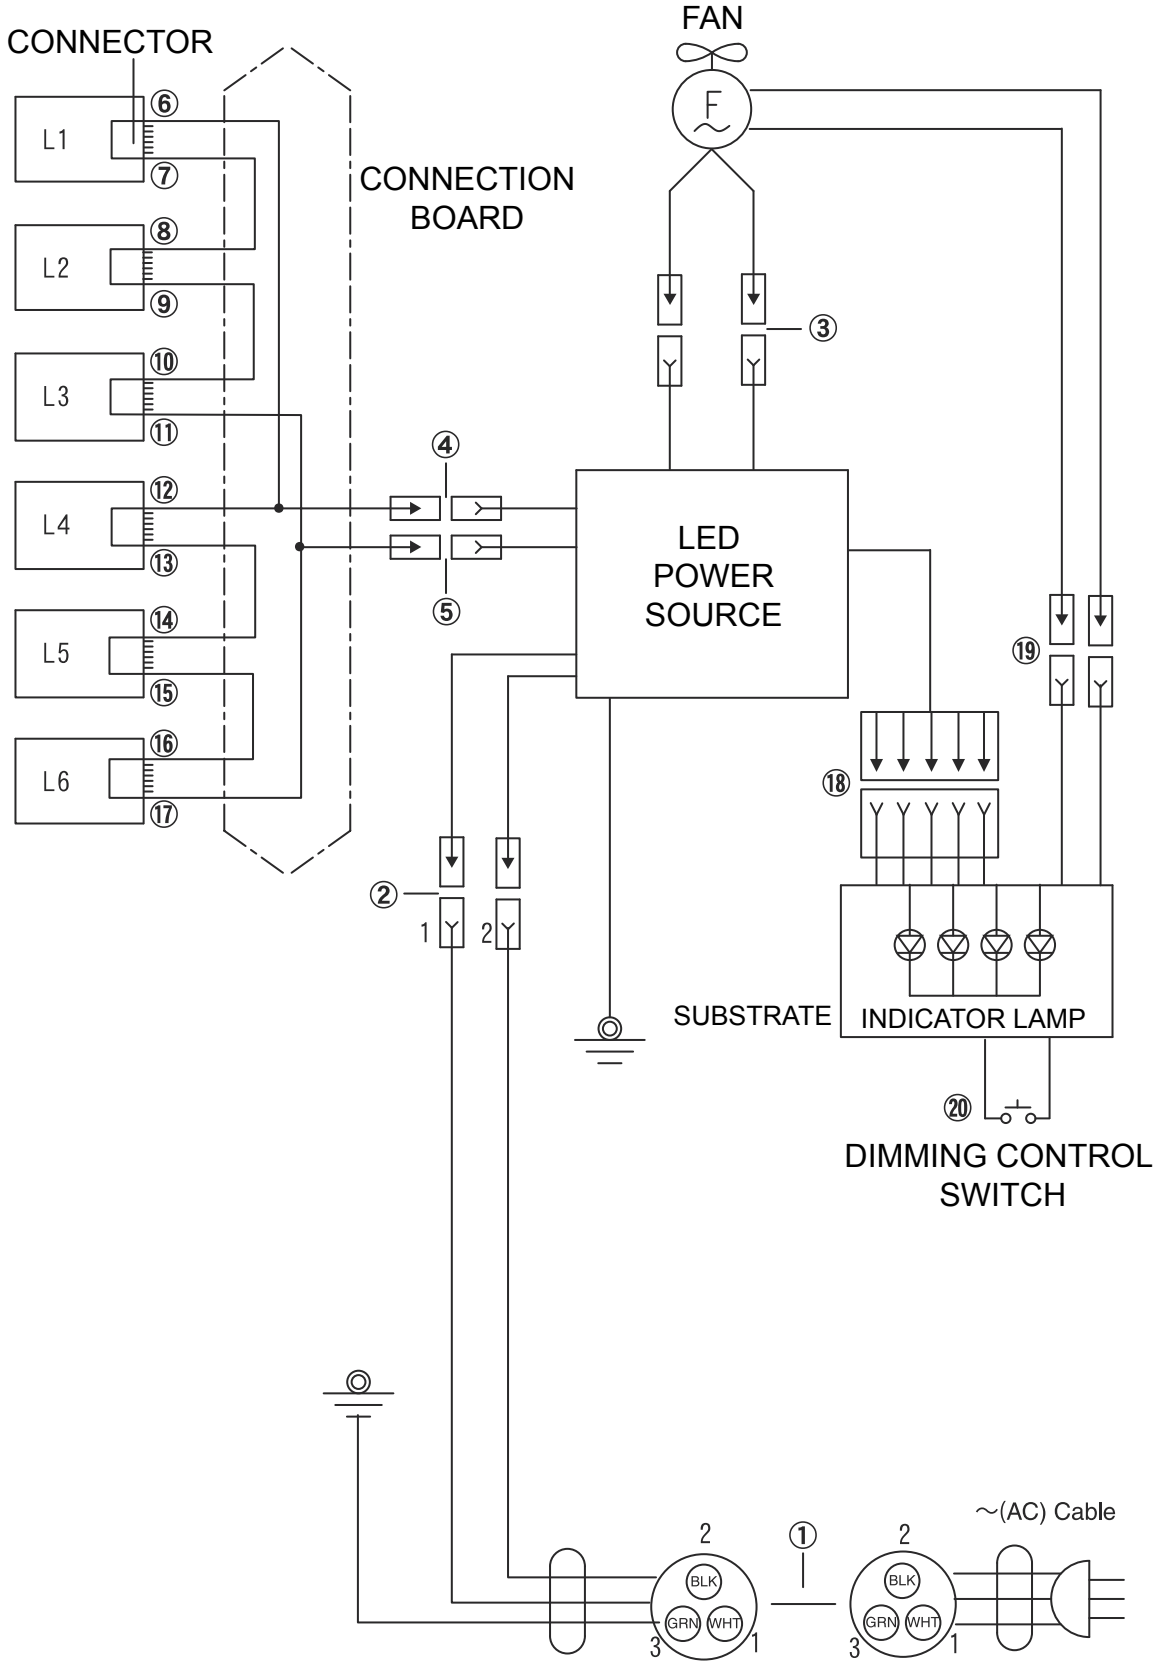 FAN
CONNECTOR
F
⑥
L1
⑦
CONNECTION
BOARD
⑧
L2
⑨
③
⑩
L3
⑪
④
⑫
L4
⑬
LED
POWER
SOURCE
⑤
⑭
L5
⑮
⑲
⑯
L6
⑰
⑱
②
1
2
SUBSTRATE
INDICATOR LAMP
⑳
DIMMING CONTROL
SWITCH
～(AC) Cable
2
①
2
BLK
BLK
GRN
WHT
GRN
WHT
3
1
3
1